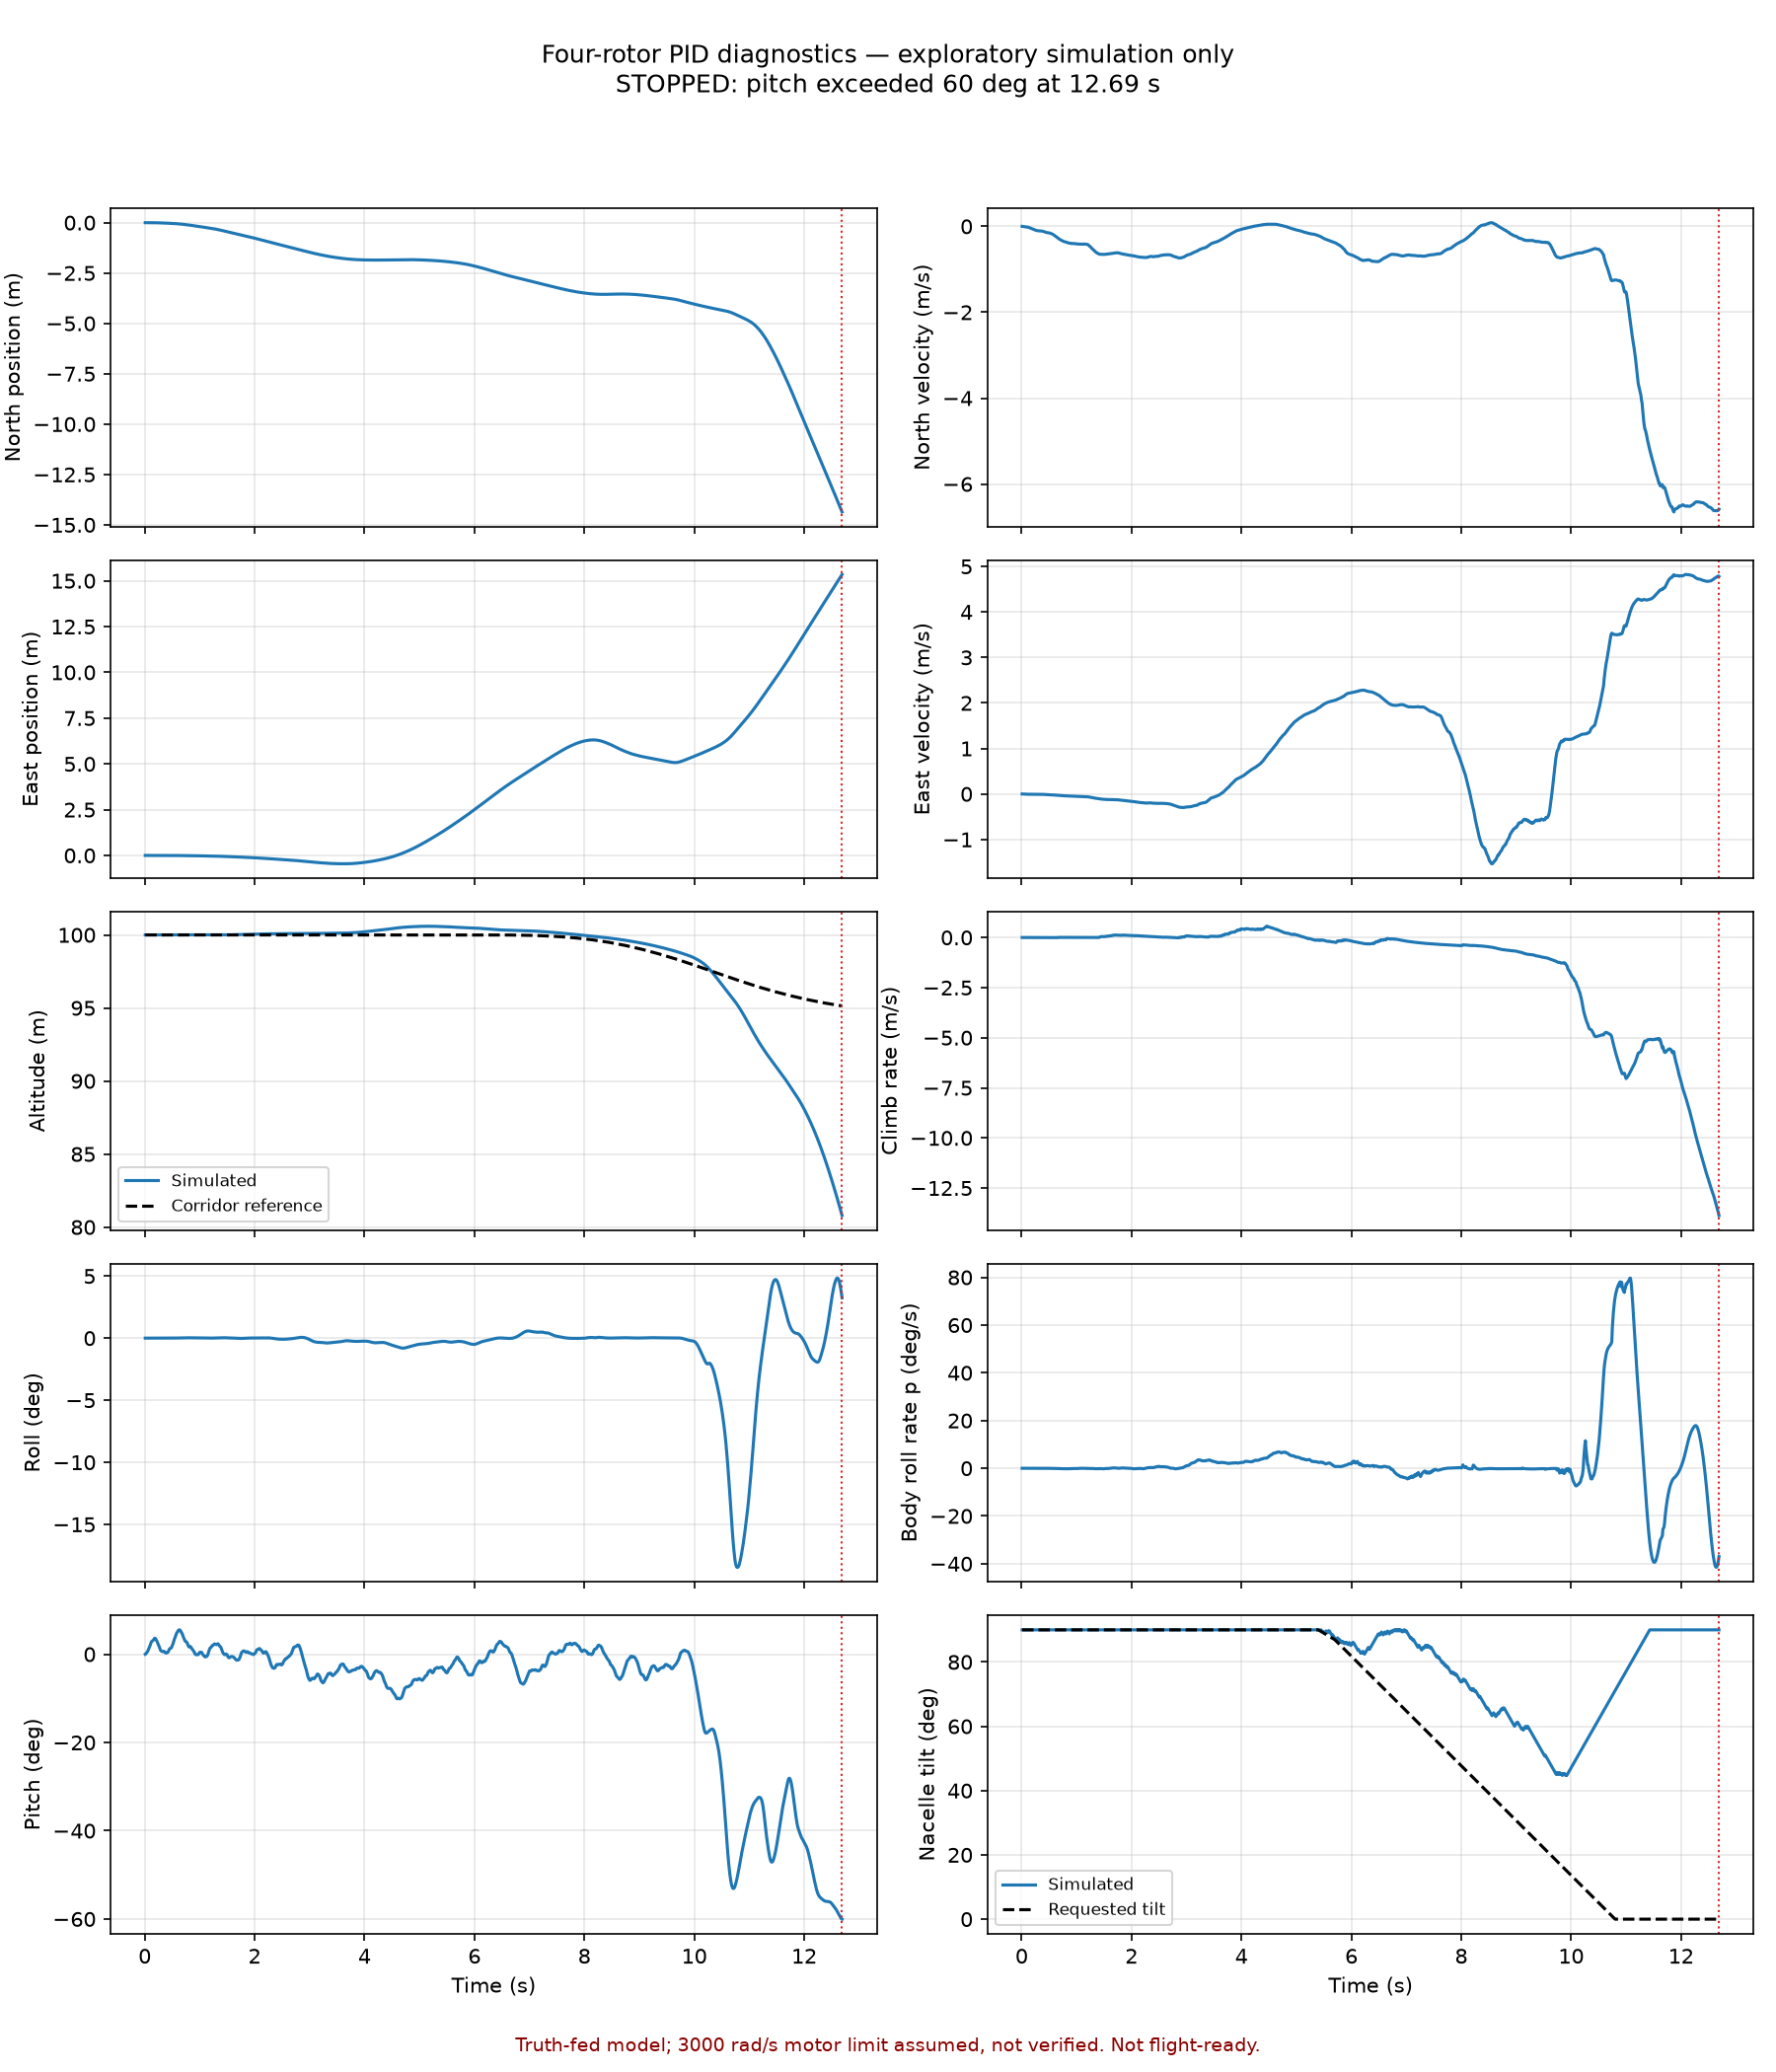 Four-rotor PID diagnostics — exploratory simulation only
STOPPED: pitch exceeded 60 deg at 12.69 s
North position (m)
0.0
−2.5
−5.0
−7.5
−10.0
−12.5
−15.0
North velocity (m/s)
0
−2
−4
−6
East position (m)
15.0
12.5
10.0
7.5
5.0
2.5
0.0
East velocity (m/s)
5
4
3
2
1
0
−1
Altitude (m)
100
95
90
85
80
Simulated
Corridor reference
Climb rate (m/s)
0.0
−2.5
−5.0
−7.5
−10.0
−12.5
Roll (deg)
5
0
−5
−10
−15
Body roll rate p (deg/s)
80
60
40
20
0
−20
−40
Pitch (deg)
0
−20
−40
−60
0 2 4 6 8 10 12
Time (s)
Nacelle tilt (deg)
80
60
40
20
0
Simulated
Requested tilt
0 2 4 6 8 10 12
Time (s)
Truth-fed model; 3000 rad/s motor limit assumed, not verified. Not flight-ready.